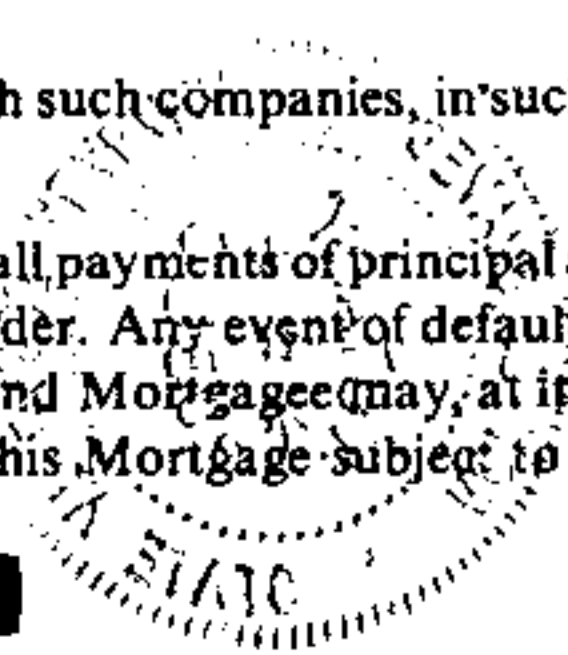 h such companies, in such
all payments of principal
der. Any event of defaul
nd Mortgagee may, at it
his Mortgage subject to